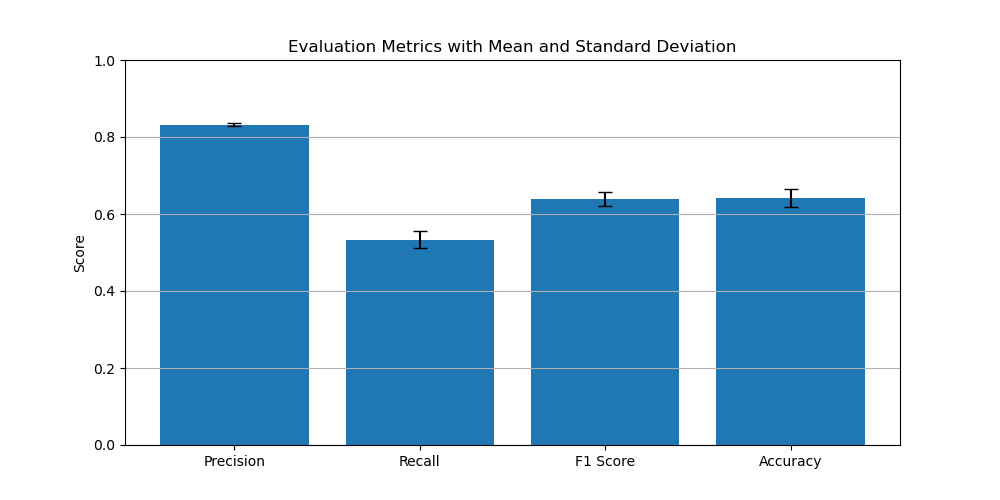 Evaluation Metrics with Mean and Standard Deviation
1.0
0.8
0.6
0.4
0.2
0.0
Score
Precision Recall F1 Score Accuracy